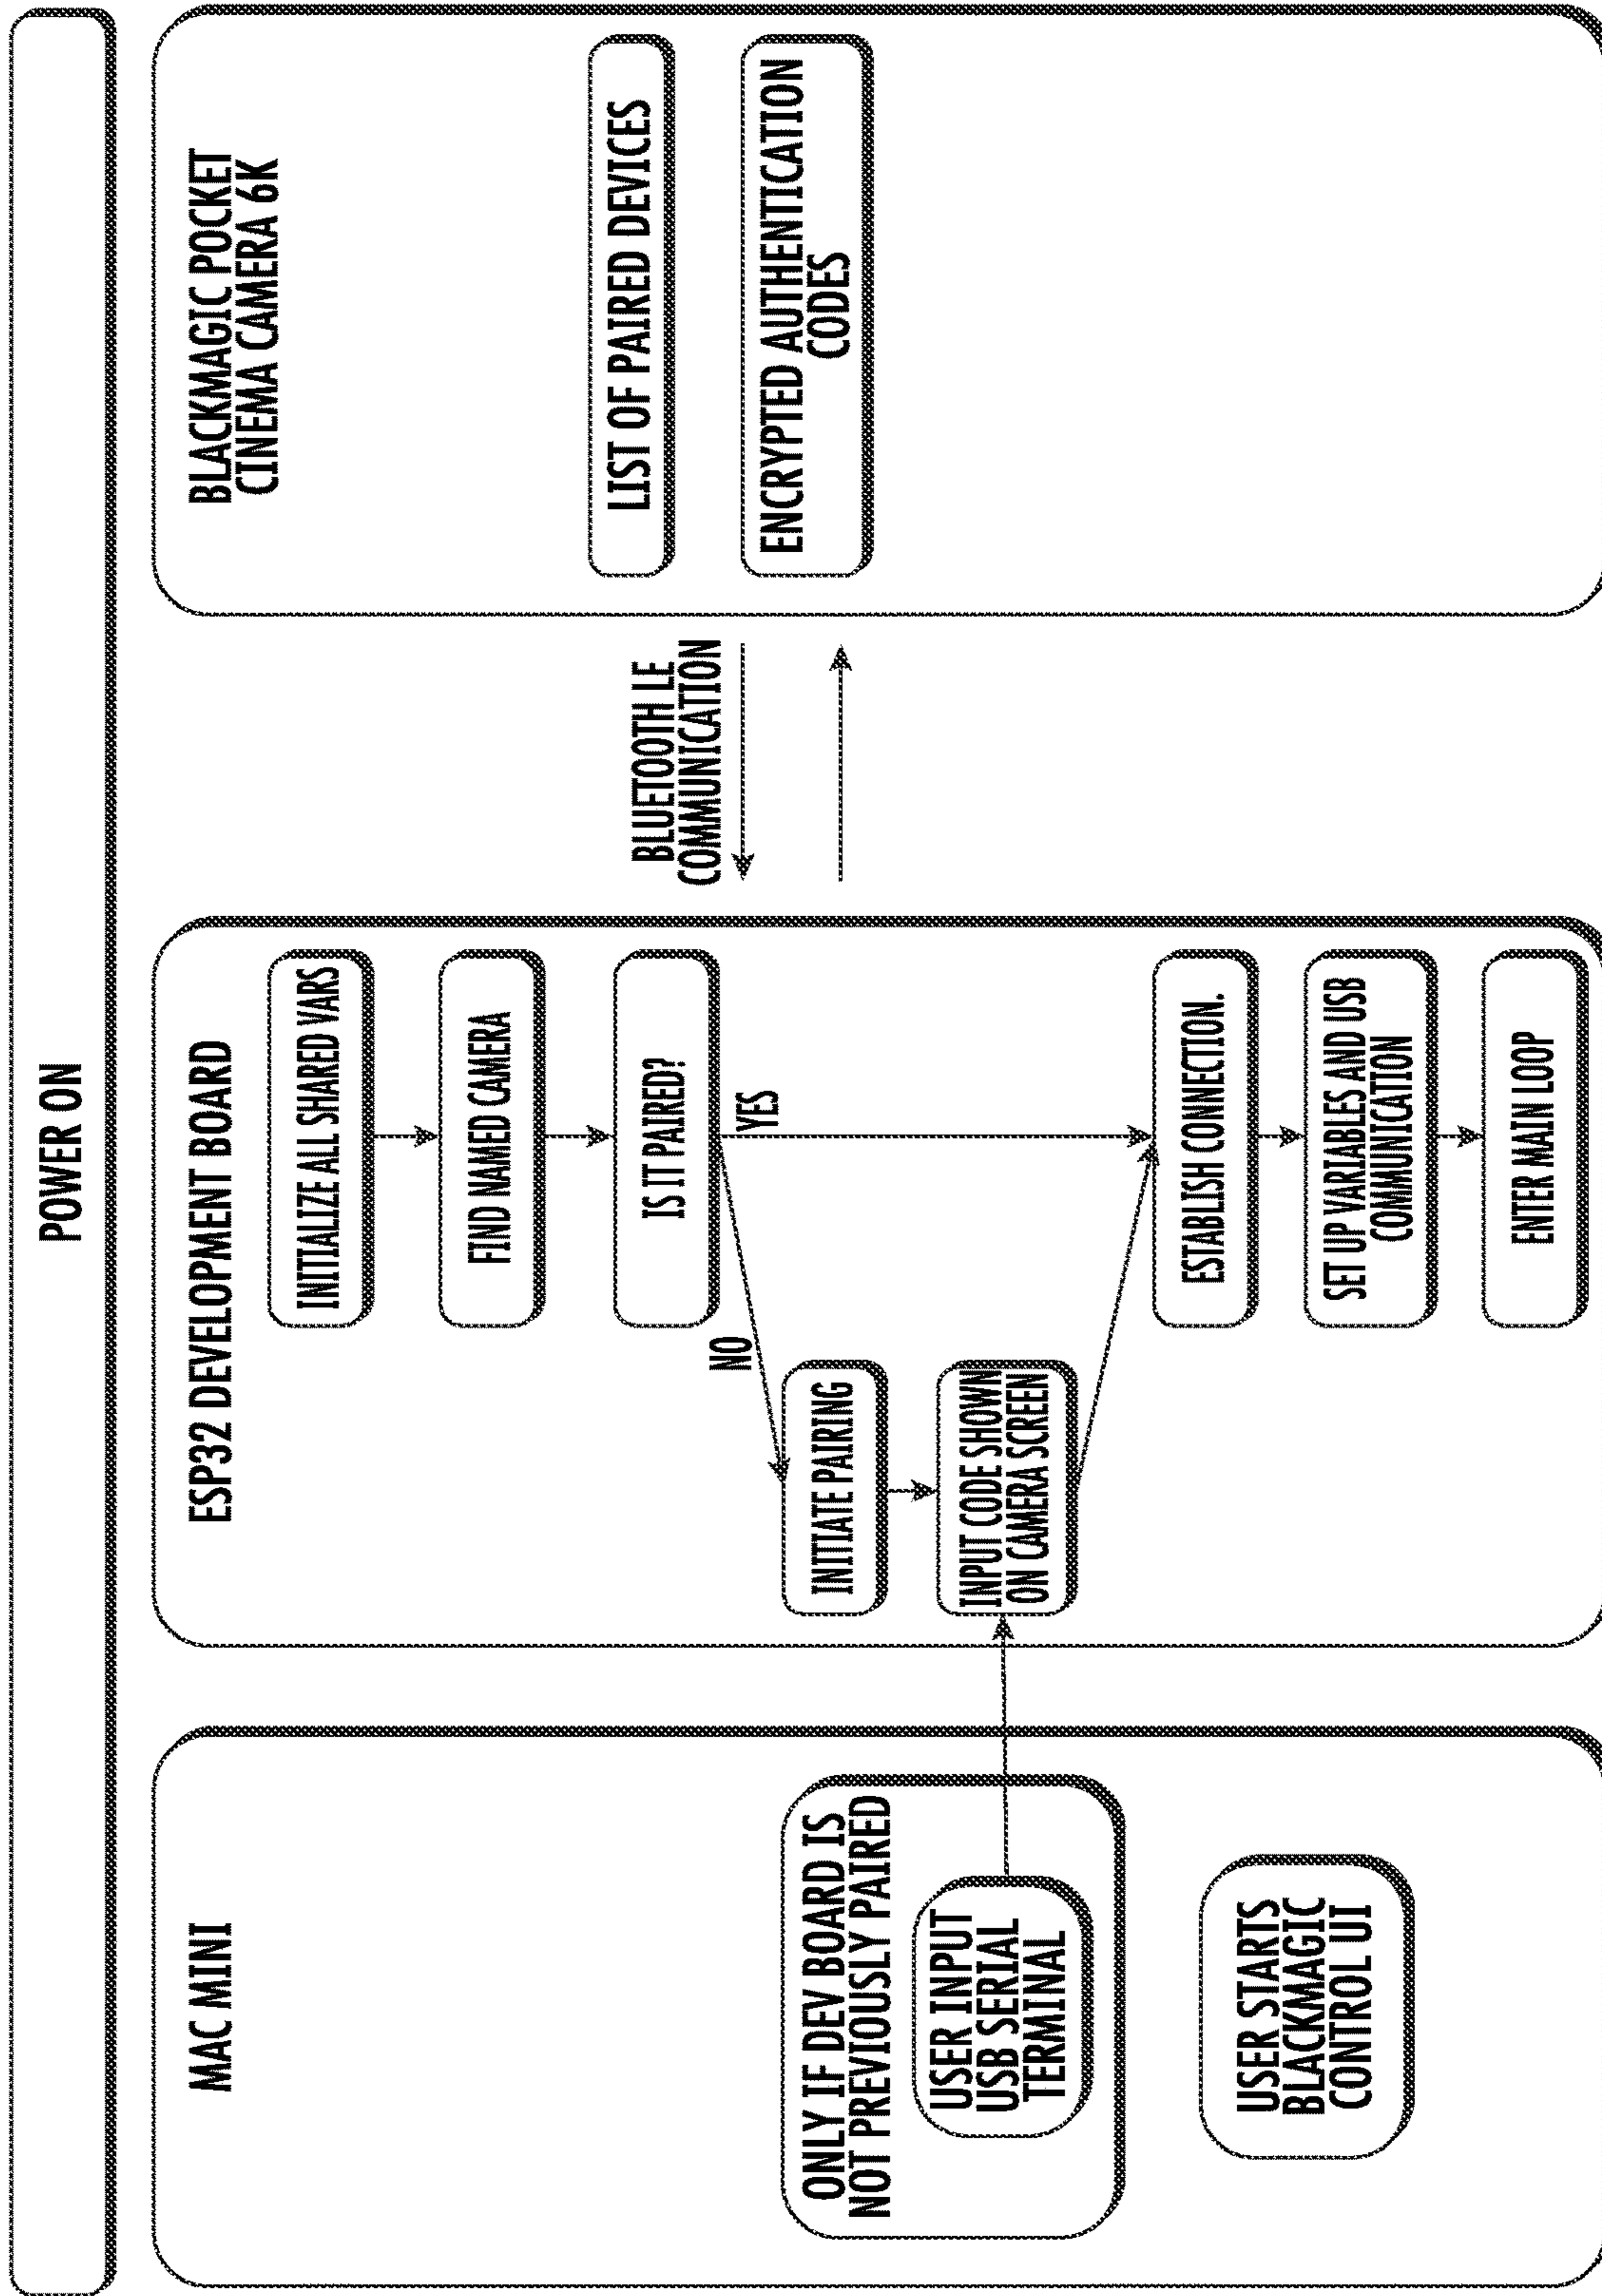 POWER ON
MAC MINI
ONLY IF DEV BOARD IS
NOT PREVIOUSLY PAIRED
USER INPUT
USB SERIAL
TERMINAL
USER STARTS
BLACKMAGIC
CONTROL UI
ESP32 DEVELOPMENT BOARD
INITIALIZE ALL SHARED VARS
FIND NAMED CAMERA
IS IT PAIRED?
NO
YES
INITIATE PAIRING
INPUT CODE SHOWN
ON CAMERA SCREEN
ESTABLISH CONNECTION.
SET UP VARIABLES AND USB
COMMUNICATION
ENTER MAIN LOOP
BLUETOOTH LE
COMMUNICATION
BLACKMAGIC POCKET
CINEMA CAMERA 6K
LIST OF PAIRED DEVICES
ENCRYPTED AUTHENTICATION
CODES